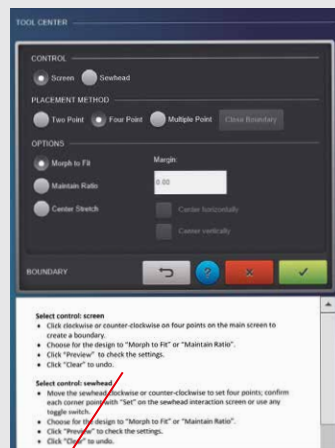 TOOL CENTER
CONTROL
Screen Sewhead
PLACEMENT METHOD
Two Point Four Point Multiple Point Close Boundary
OPTIONS
Morph to Fit Margin:
Maintain Ratio 0.00
Center Stretch Center horizontally
Center vertically
BOUNDARY ?
Select control: screen
• Click clockwise or counter-clockwise on four points on the main screen to
create a boundary.
• Choose for the design to "Morph to Fit" or "Maintain Ratio".
• Click "Preview" to check the settings.
• Click "Clear" to undo.
Select control: sewhead
• Move the sewhead clockwise or counter-clockwise to set four points; confirm
each corner point with "Set" on the sewhead interaction screen or use any
toggle switch.
• Choose for the design to "Morph to Fit" or "Maintain Ratio".
• Click "Preview" to check the settings.
• Click "Clear" to undo.